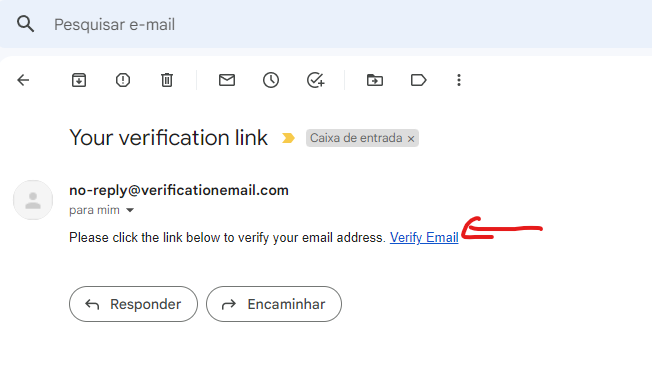 Pesquisar e-mail
Your verification link Caixa de entrada ×
no-reply@verificationemail.com
para mim
Please click the link below to verify your email address. Verify Email
Responder Encaminhar